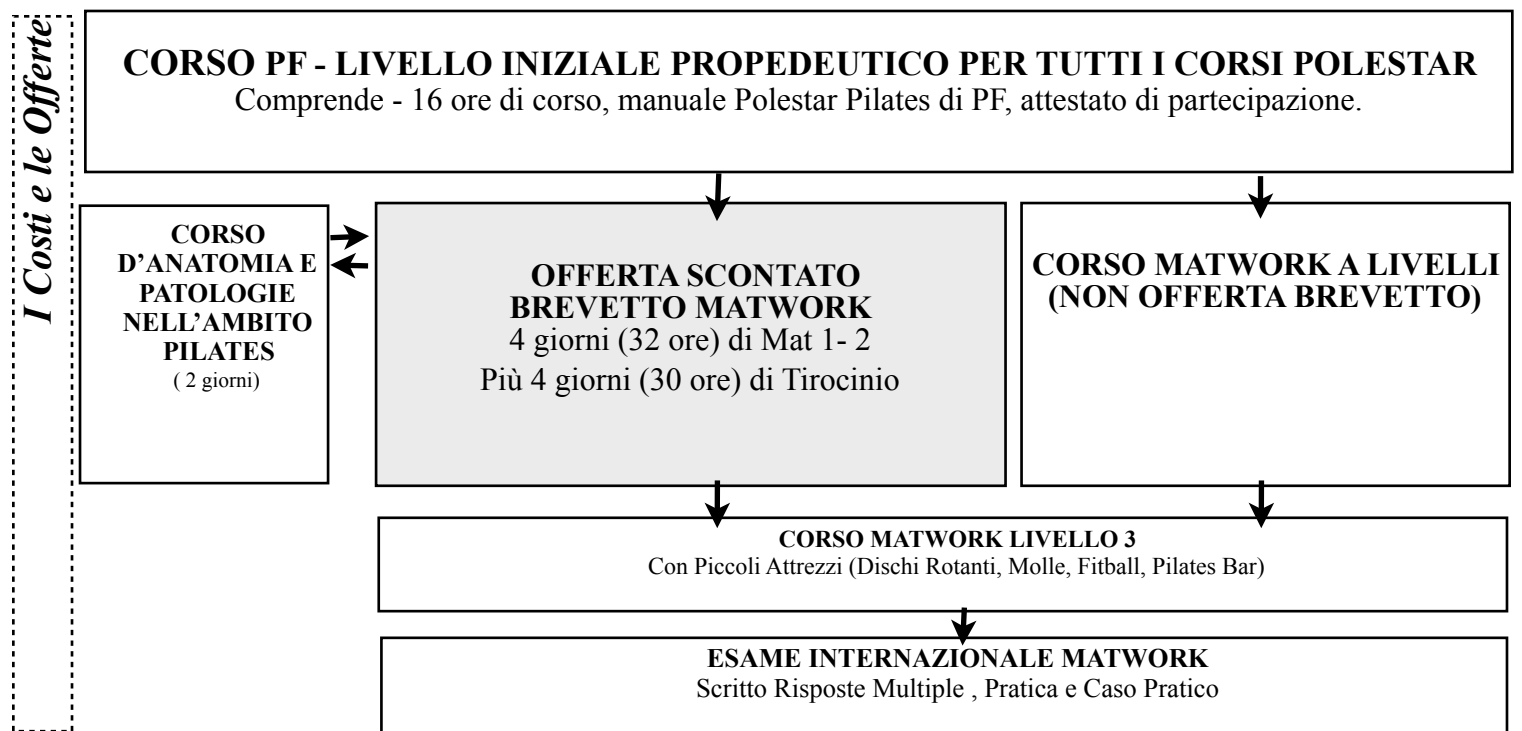 I Costi e le Offerte
CORSO PF - LIVELLO INIZIALE PROPEDEUTICO PER TUTTI I CORSI POLESTAR
Comprende - 16 ore di corso, manuale Polestar Pilates di PF, attestato di partecipazione.
CORSO
D'ANATOMIA E
PATOLOGIE
NELL'AMBITO
PILATES
( 2 giorni)
OFFERTA SCONTATO
BREVETTO MATWORK
4 giorni (32 ore) di Mat 1- 2
Più 4 giorni (30 ore) di Tirocinio
CORSO MATWORK A LIVELLI
(NON OFFERTA BREVETTO)
CORSO MATWORK LIVELLO 3
Con Piccoli Attrezzi (Dischi Rotanti, Molle, Fitball, Pilates Bar)
ESAME INTERNAZIONALE MATWORK
Scritto Risposte Multiple , Pratica e Caso Pratico